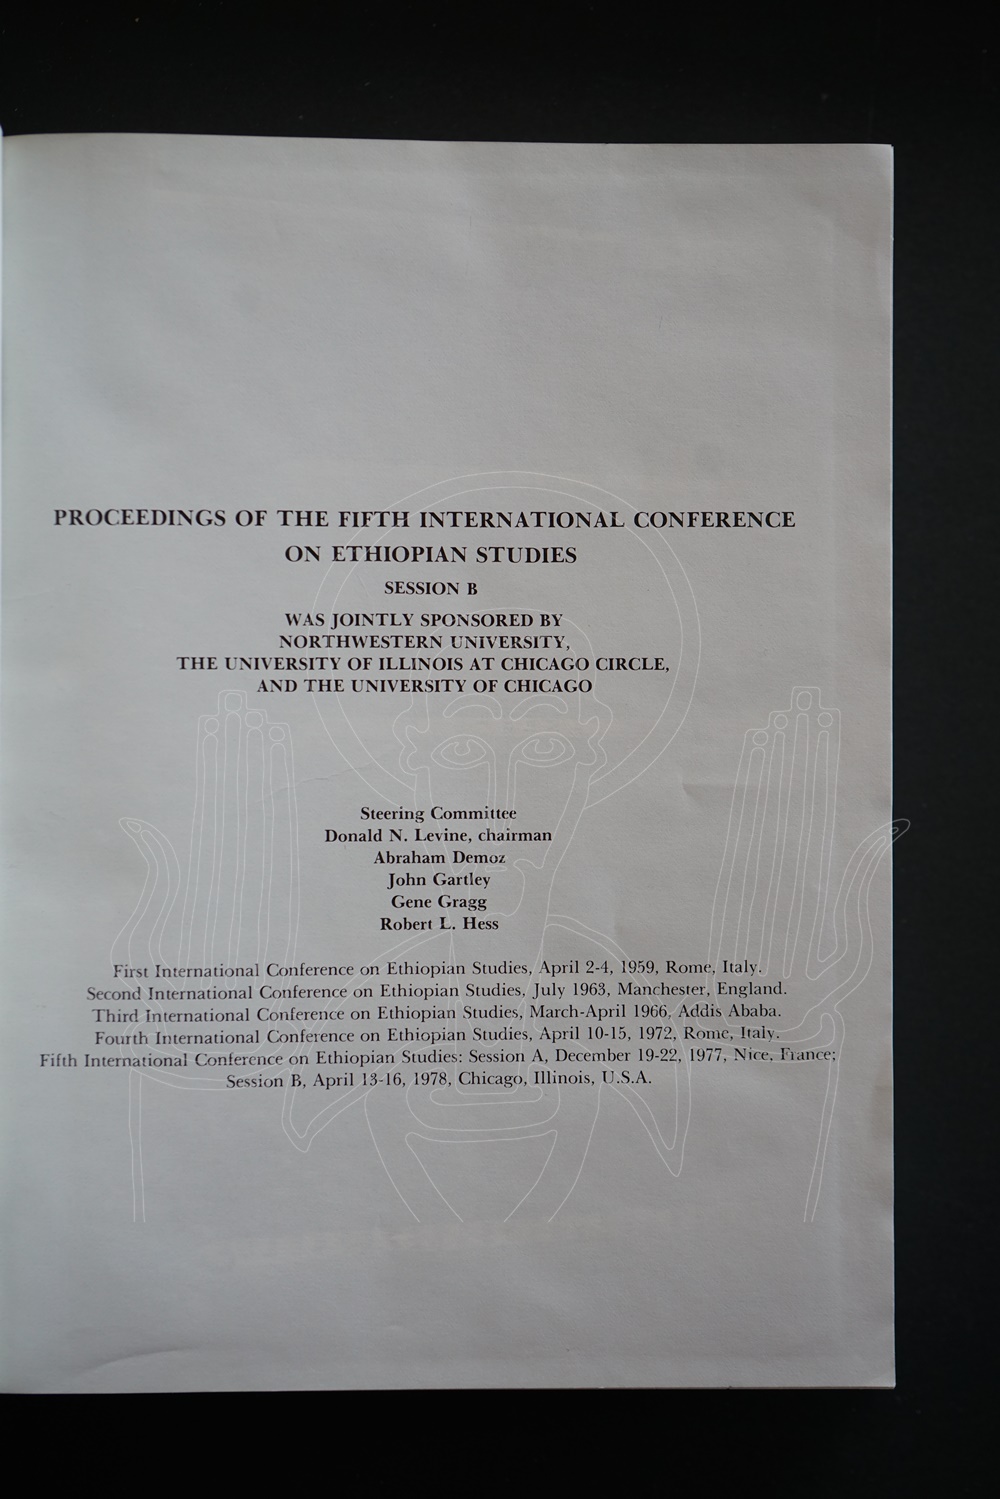 PROCEEDINGS OF THE FIFTH INTERNATIONAL CONFERENCE
ON ETHIOPIAN STUDIES
SESSION B
WAS JOINTLY SPONSORED BY
NORTHWESTERN UNIVERSITY,
THE UNIVERSITY OF ILLINOIS AT CHICAGO CIRCLE,
AND THE UNIVERSITY OF CHICAGO
Steering Committee
Donald N. Levine, chairman
Abraham Demoz
John Gartley
Gene Gragg
Robert L. Hess
First International Conference on Ethiopian Studies, April 2-4, 1959, Rome, Italy.
Second International Conference on Ethiopian Studies, July 1963, Manchester, England.
Third International Conference on Ethiopian Studies, March-April 1966, Addis Ababa.
Fourth International Conference on Ethiopian Studies, April 10-15, 1972, Rome, Italy.
Fifth International Conference on Ethiopian Studies: Session A, December 19-22, 1977, Nice, France;
Session B, April 13-16, 1978, Chicago, Illinois, U.S.A.